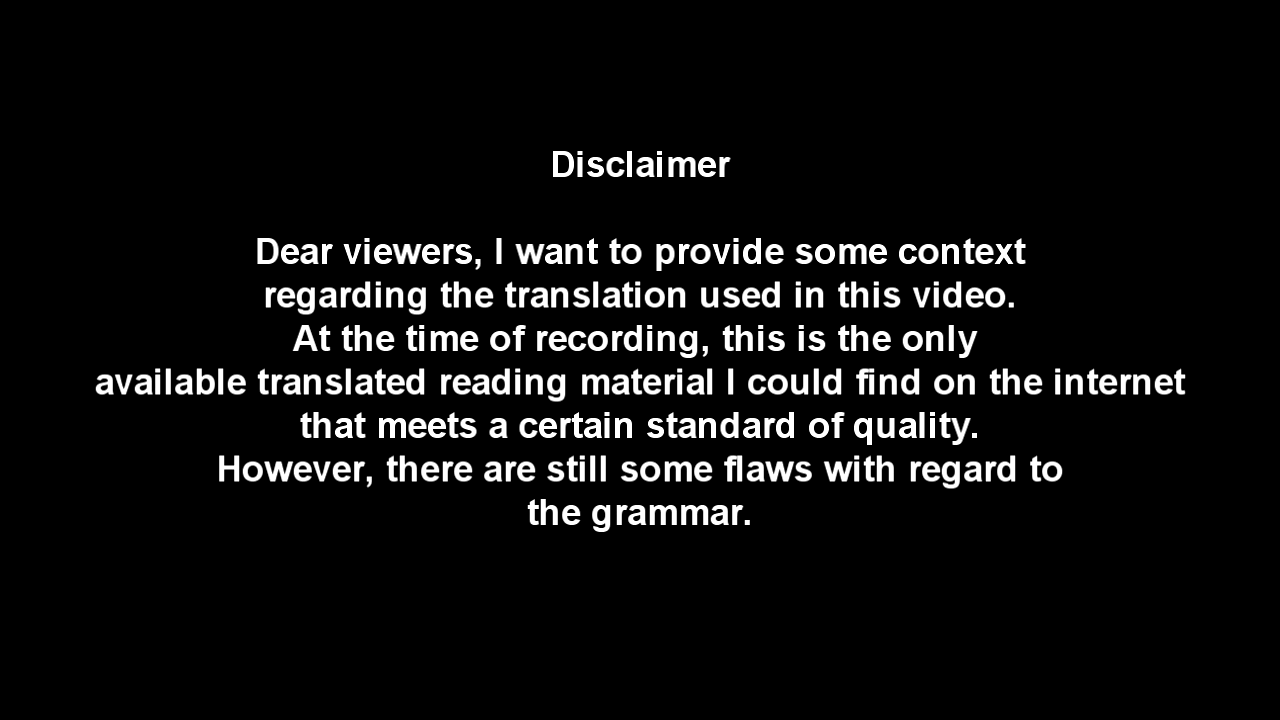 Disclaimer
Dear viewers, I want to provide some context
regarding the translation used in this video.
At the time of recording, this is the only
available translated reading material I could find on the internet
that meets a certain standard of quality.
However, there are still some flaws with regard to
the grammar.